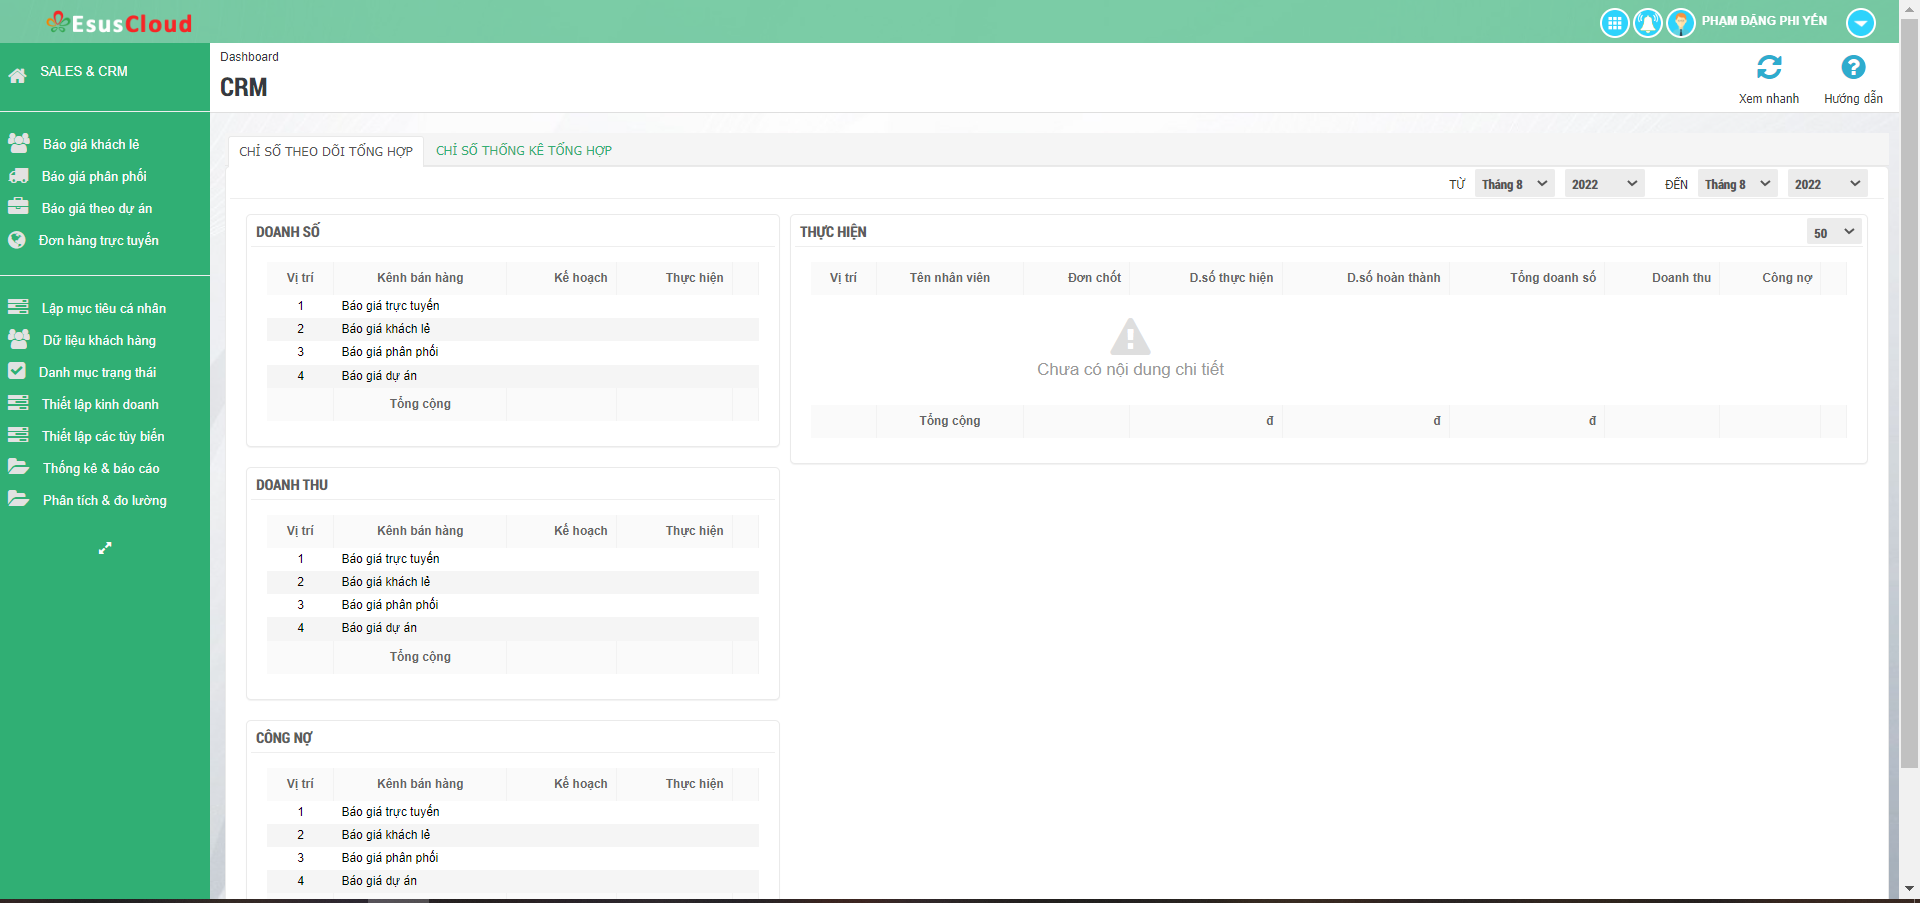 EsusCloud
PHẠM ĐẶNG PHI YẾN
SALES & CRM
Báo giá khách lẻ
Báo giá phân phối
Báo giá theo dự án
Đơn hàng trực tuyến
Lập mục tiêu cá nhân
Dữ liệu khách hàng
Danh mục trạng thái
Thiết lập kinh doanh
Thiết lập các tùy biến
Thống kê & báo cáo
Phân tích & đo lường
Dashboard
CRM
Xem nhanh
Hướng dẫn
CHỈ SỐ THEO DÕI TỔNG HỢP
CHỈ SỐ THỐNG KÊ TỔNG HỢP
TỪ Tháng 8 2022 ĐẾN Tháng 8 2022
DOANH SỐ
Vị trí Kênh bán hàng Kế hoạch Thực hiện
1 Báo giá trực tuyến
2 Báo giá khách lẻ
3 Báo giá phân phối
4 Báo giá dự án
Tổng cộng
DOANH THU
Vị trí Kênh bán hàng Kế hoạch Thực hiện
1 Báo giá trực tuyến
2 Báo giá khách lẻ
3 Báo giá phân phối
4 Báo giá dự án
Tổng cộng
CÔNG NỢ
Vị trí Kênh bán hàng Kế hoạch Thực hiện
1 Báo giá trực tuyến
2 Báo giá khách lẻ
3 Báo giá phân phối
4 Báo giá dự án
THỰC HIỆN
50
Vị trí Tên nhân viên Đơn chốt D.số thực hiện D.số hoàn thành Tổng doanh số Doanh thu Công nợ
Chưa có nội dung chi tiết
Tổng cộng đ đ đ